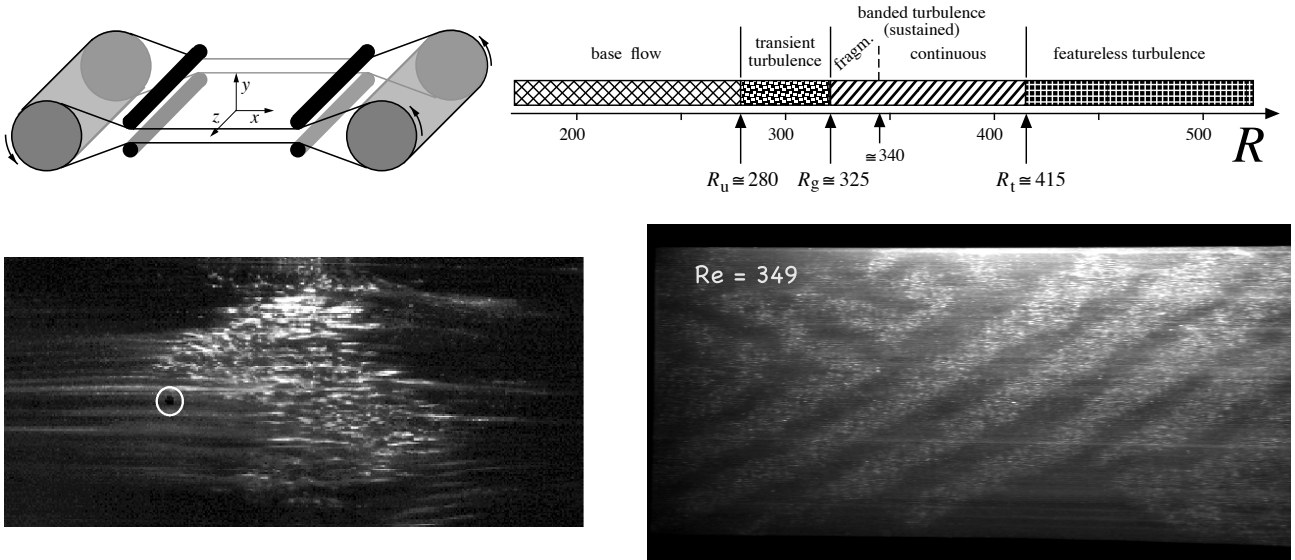 y
z
x
banded turbulence
(sustained)
base flow
transient
turbulence
fragm.
continuous
featureless turbulence
200
300
400
500
≅340
R
Ru ≅ 280
Rg ≅ 325
Rt ≅ 415
Re = 349